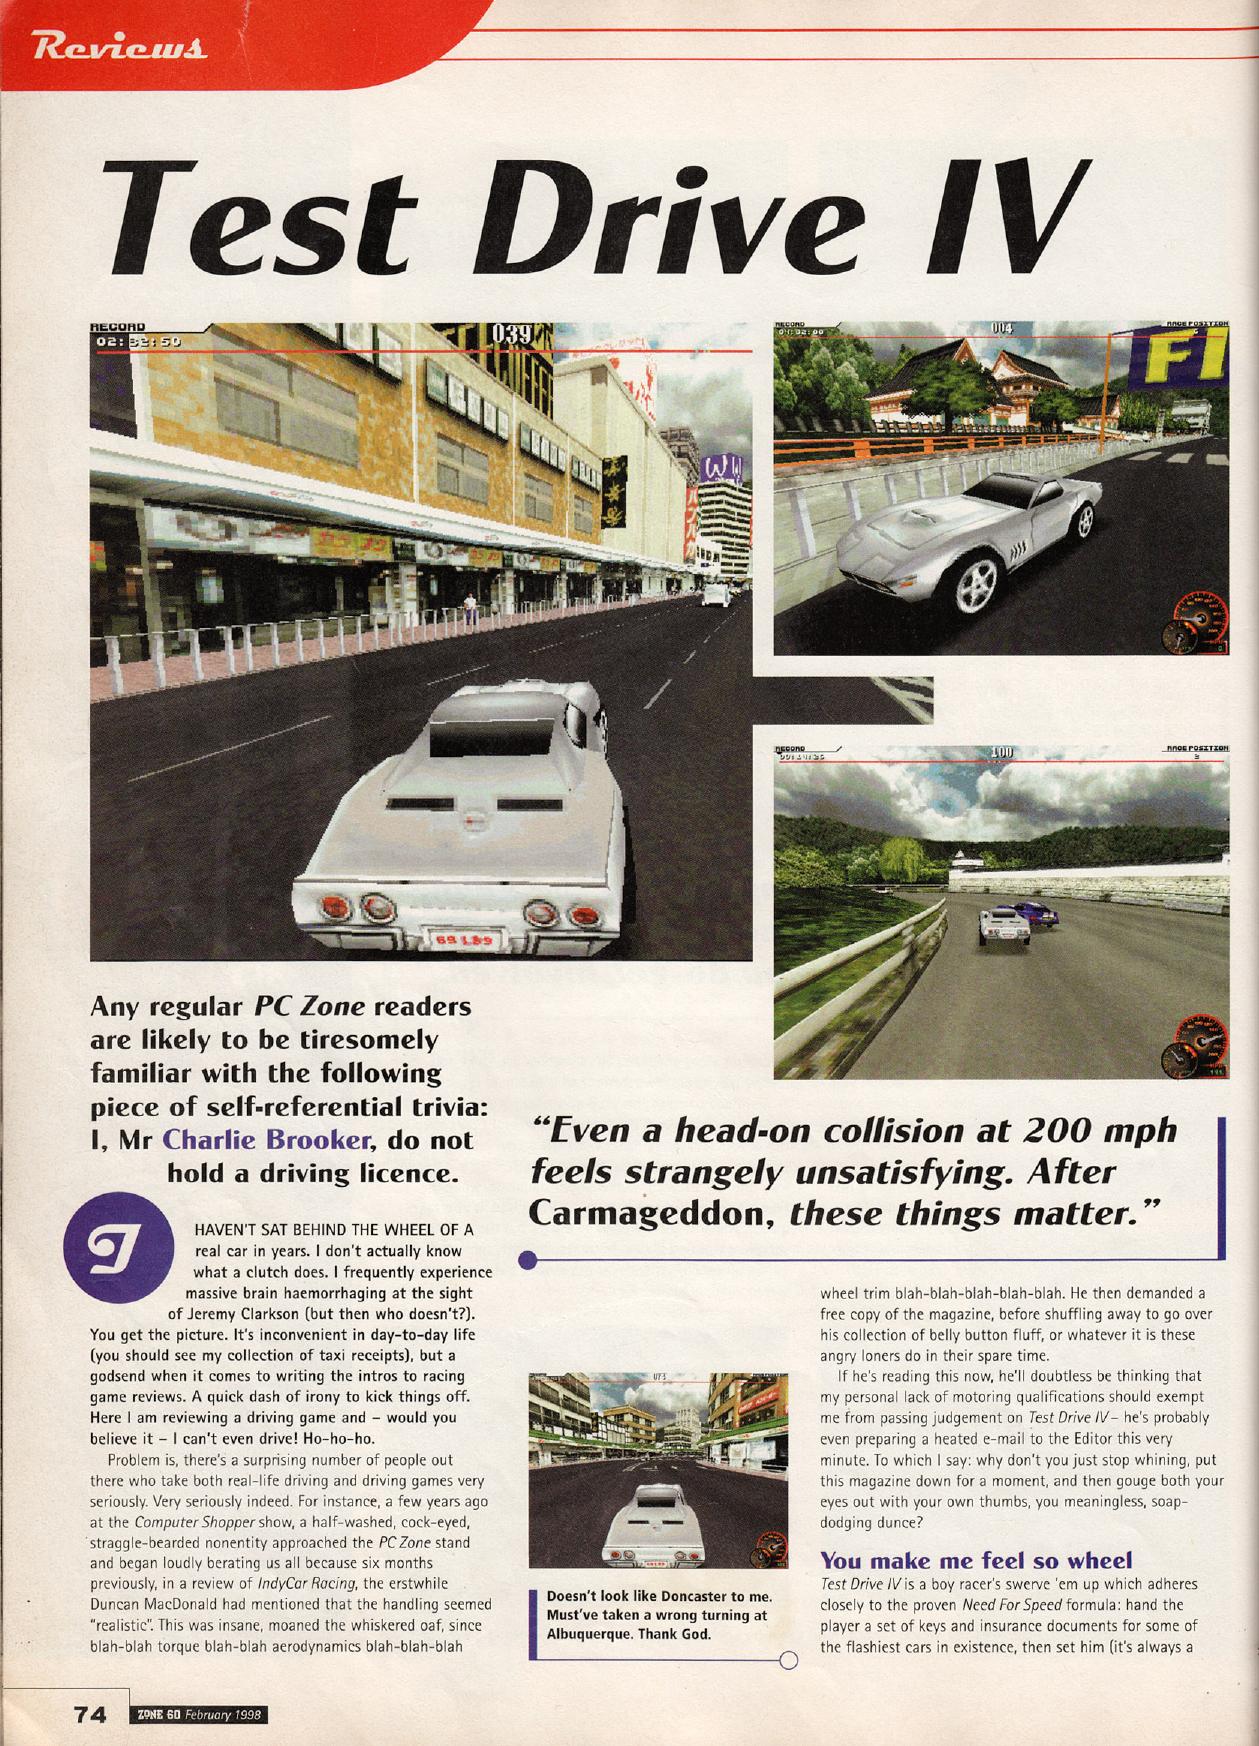 Reviews
Test Drive IV
RECORD
02:32:50
039
RECORD
04:32:00
004
RACE POSITION
F1
RECORD
00:14:26
100
RACE POSITION
2
69 L89
Any regular PC Zone readers
are likely to be tiresomely
familiar with the following
piece of self-referential trivia:
I, Mr Charlie Brooker, do not
hold a driving licence.
I HAVEN'T SAT BEHIND THE WHEEL OF A
real car in years. I don't actually know
what a clutch does. I frequently experience
massive brain haemorrhaging at the sight
of Jeremy Clarkson (but then who doesn't?).
You get the picture. It's inconvenient in day-to-day life
(you should see my collection of taxi receipts), but a
godsend when it comes to writing the intros to racing
game reviews. A quick dash of irony to kick things off.
Here I am reviewing a driving game and – would you
believe it – I can't even drive! Ho-ho-ho.
Problem is, there's a surprising number of people out
there who take both real-life driving and driving games very
seriously. Very seriously indeed. For instance, a few years ago
at the Computer Shopper show, a half-washed, cock-eyed,
straggle-bearded nonentity approached the PC Zone stand
and began loudly berating us all because six months
previously, in a review of IndyCar Racing, the erstwhile
Duncan MacDonald had mentioned that the handling seemed
"realistic". This was insane, moaned the whiskered oaf, since
blah-blah torque blah-blah aerodynamics blah-blah-blah
"Even a head-on collision at 200 mph
feels strangely unsatisfying. After
Carmageddon, these things matter."
073
Doesn't look like Doncaster to me.
Must've taken a wrong turning at
Albuquerque. Thank God.
wheel trim blah-blah-blah-blah-blah. He then demanded a
free copy of the magazine, before shuffling away to go over
his collection of belly button fluff, or whatever it is these
angry loners do in their spare time.
If he's reading this now, he'll doubtless be thinking that
my personal lack of motoring qualifications should exempt
me from passing judgement on Test Drive IV – he's probably
even preparing a heated e-mail to the Editor this very
minute. To which I say: why don't you just stop whining, put
this magazine down for a moment, and then gouge both your
eyes out with your own thumbs, you meaningless, soap-
dodging dunce?
You make me feel so wheel
Test Drive IV is a boy racer's swerve 'em up which adheres
closely to the proven Need For Speed formula: hand the
player a set of keys and insurance documents for some of
the flashiest cars in existence, then set him (it's always a
74
ZONE 60 February 1998